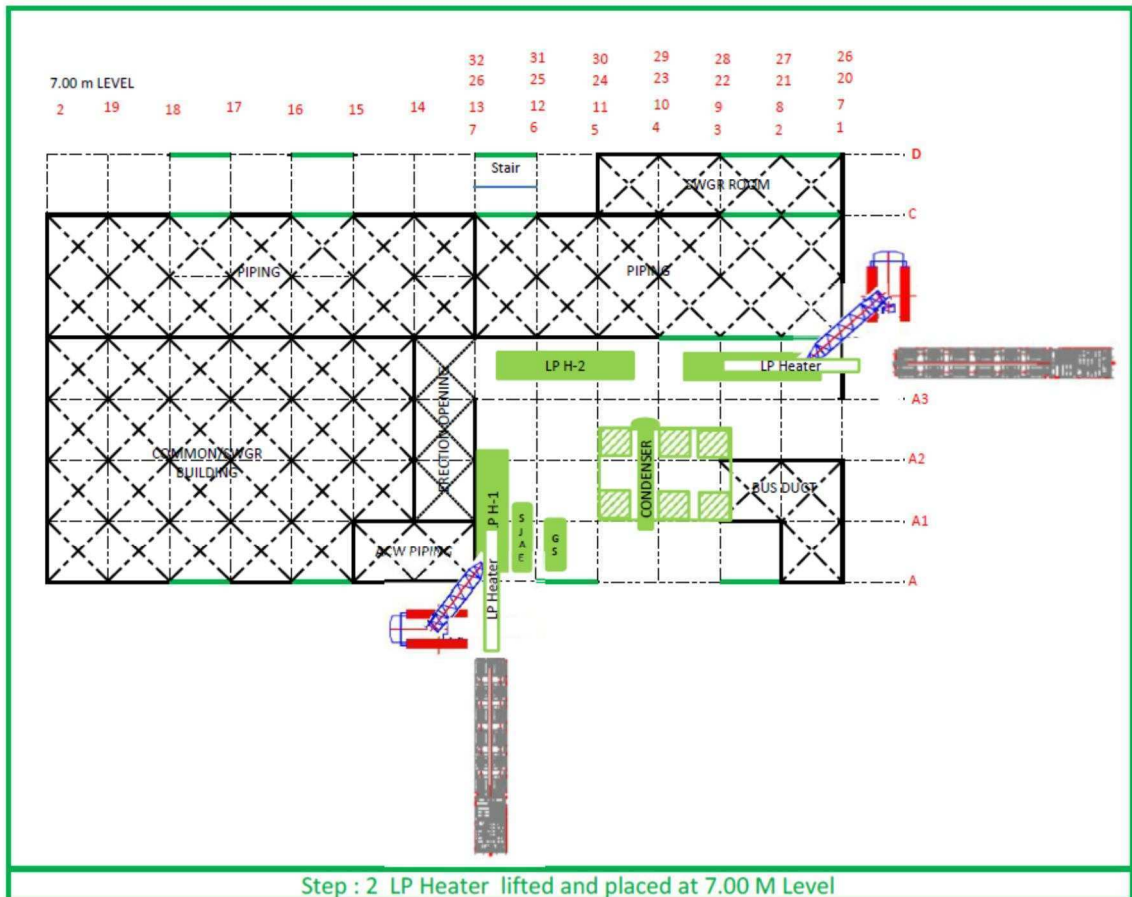 32 31 30 29 28 27 26
7.00 m LEVEL
26 25 24 23 22 21 20
2 19 18 17 16 15 14 13 12 11 10 9 8 7
7 6 5 4 3 2 1
D
Stair
SWGR ROOM
C
PIPING
PIPING
LP H-2
LP Heater
A3
ERECTION OPENING
COMMON/SWGR
BUILDING
CONDENSER
A2
BUS DUCT
LP H-1
SJAE
GS
A1
ACW PIPING
LP Heater
A
Step : 2 LP Heater lifted and placed at 7.00 M Level